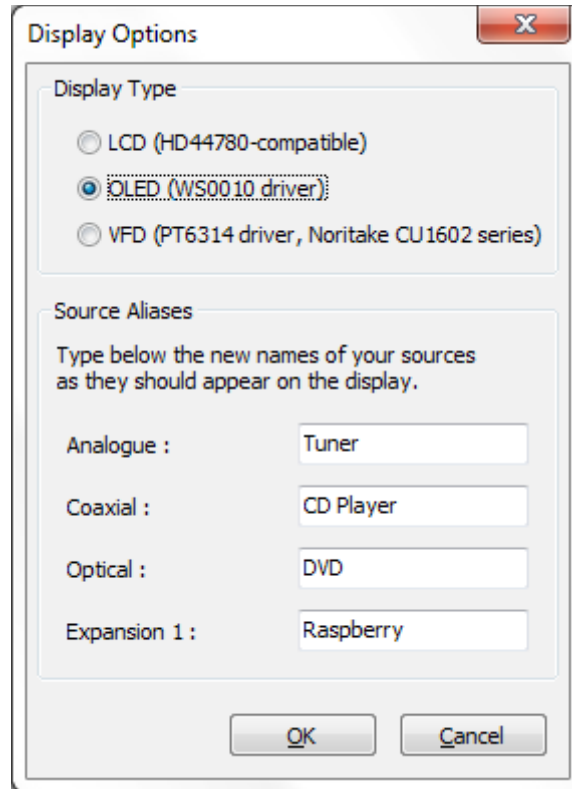 Display Options
Display Type
LCD (HD44780-compatible)
OLED (WS0010 driver)
VFD (PT6314 driver, Noritake CU1602 series)
Source Aliases
Type below the new names of your sources
as they should appear on the display.
Analogue : Tuner
Coaxial : CD Player
Optical : DVD
Expansion 1 : Raspberry
OK Cancel